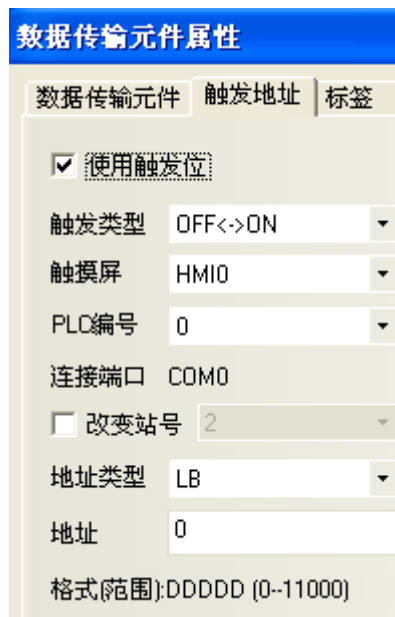 数据传输元件属性
数据传输元件 触发地址 标签
使用触发位
触发类型 OFF<->ON
触摸屏 HMI0
PLC编号 0
连接端口 COM0
改变站号 2
地址类型 LB
地址 0
格式(范围):DDDDD (0--11000)